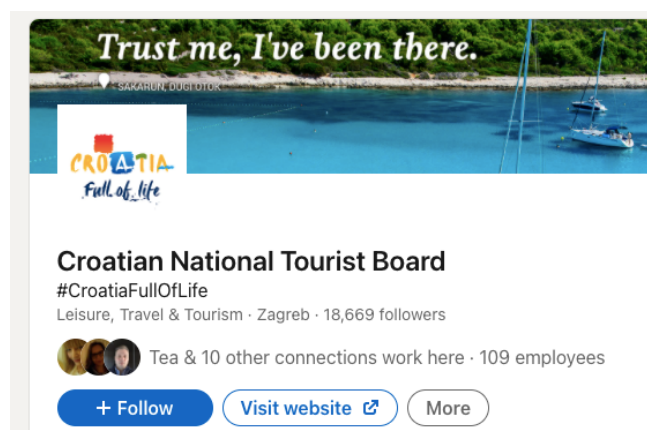 Trust me, I've been there.
SAKARUN, DUGI OTOK
CROATIA
Full of life
Croatian National Tourist Board
#CroatiaFullOfLife
Leisure, Travel & Tourism · Zagreb · 18,669 followers
Tea & 10 other connections work here · 109 employees
+ Follow
Visit website
More